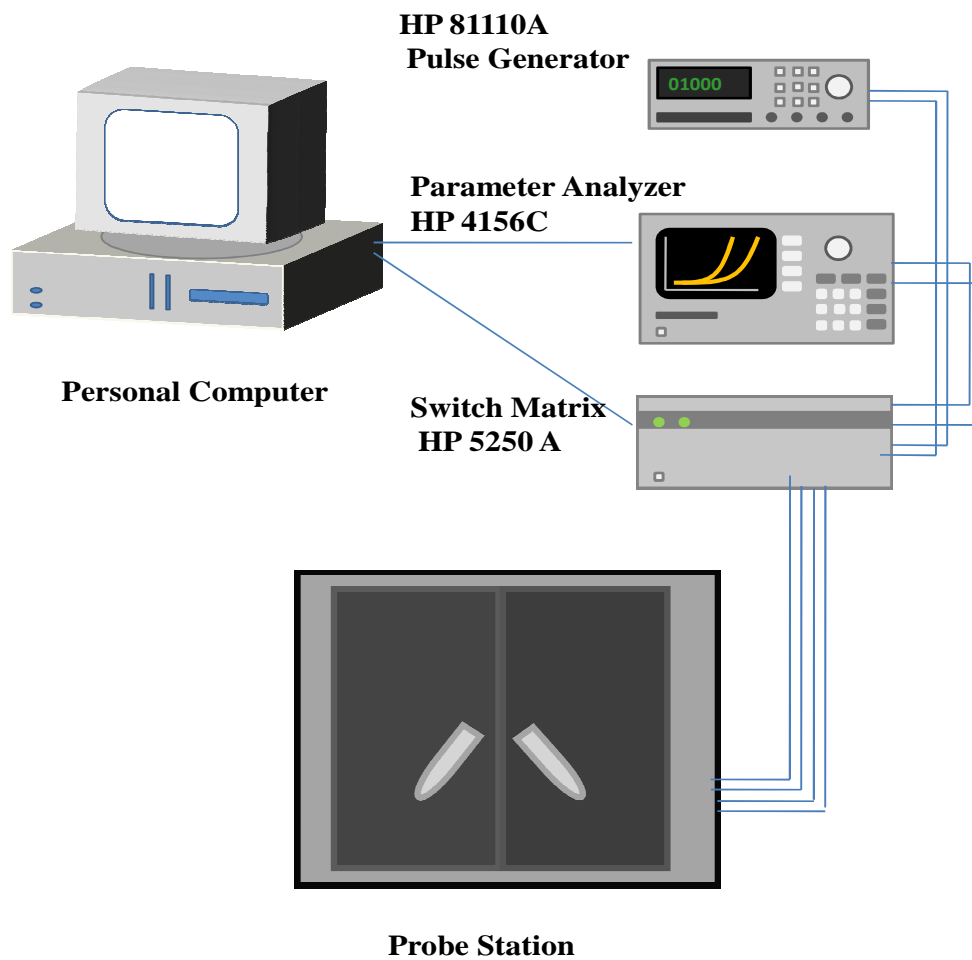 HP 81110A
Pulse Generator
01000
Parameter Analyzer
HP 4156C
Personal Computer
Switch Matrix
HP 5250 A
Probe Station